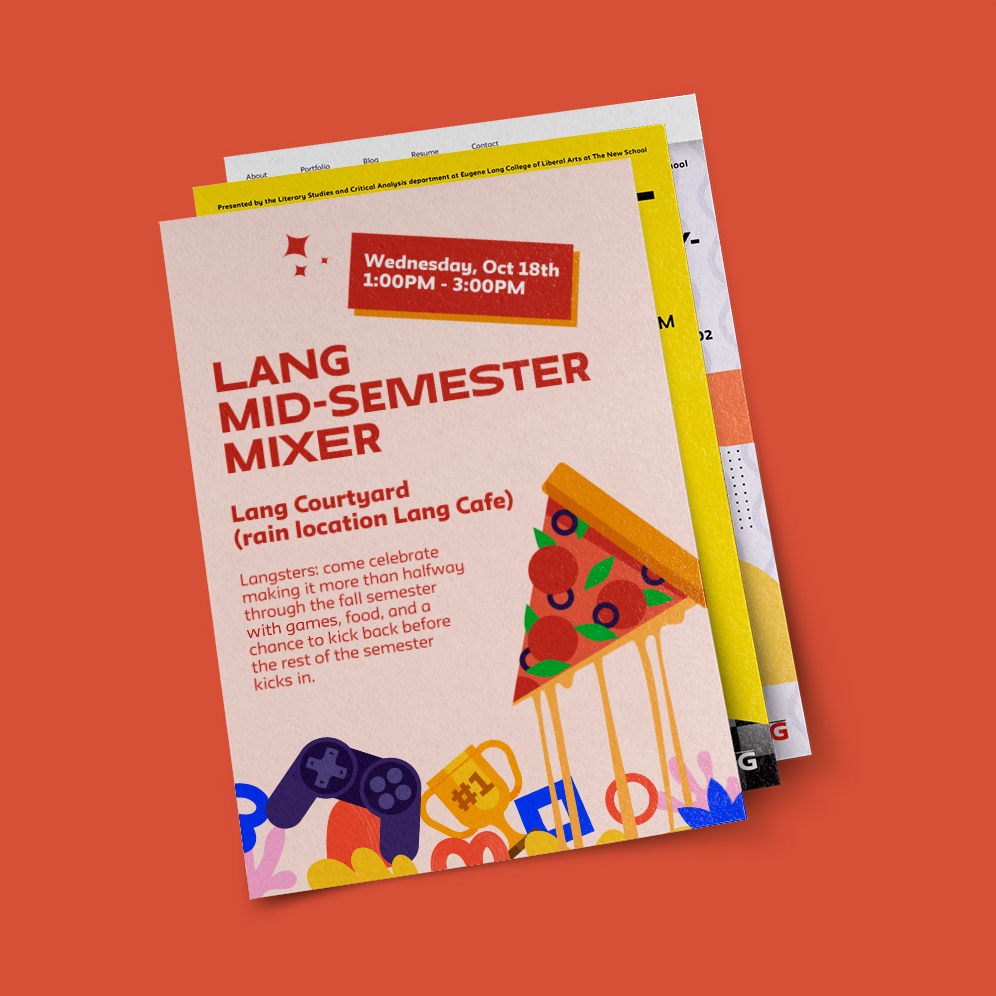 About Portfolio Blog Resume Contact
Presented by the Literary Studies and Critical Analysis department at Eugene Lang College of Liberal Arts at The New School
Wednesday, Oct 18th
1:00PM - 3:00PM
LANG
MID-SEMESTER
MIXER
Lang Courtyard
(rain location Lang Cafe)
Langsters: come celebrate
making it more than halfway
through the fall semester
with games, food, and a
chance to kick back before
the rest of the semester
kicks in.
#1